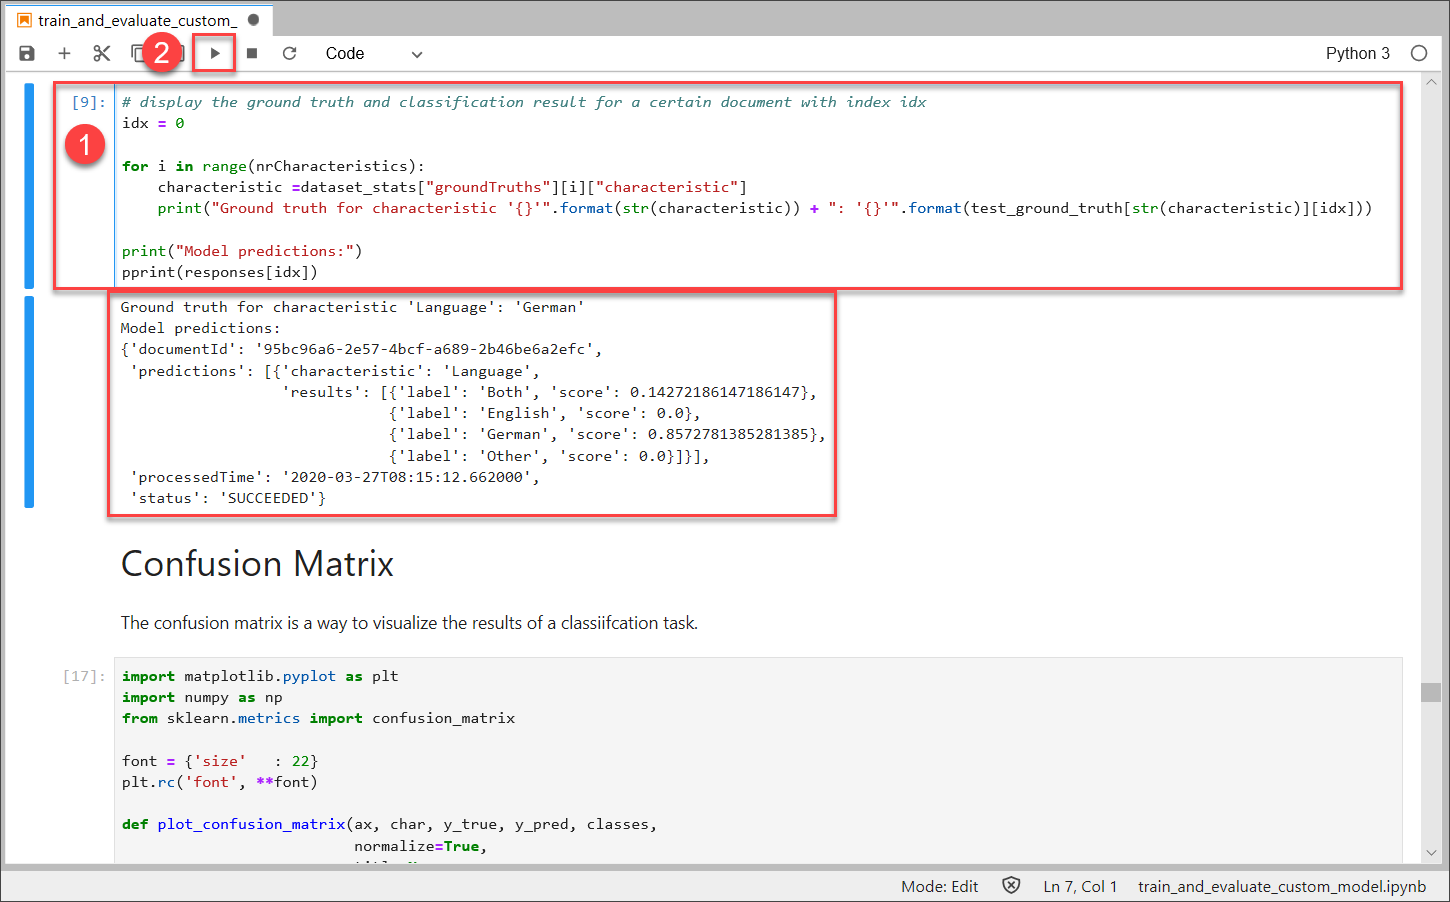 train_and_evaluate_custom_
2
Code
Python 3
[9]:
1
# display the ground truth and classification result for a certain document with index idx
idx = 0
for i in range(nrCharacteristics):
    characteristic =dataset_stats["groundTruths"][i]["characteristic"]
    print("Ground truth for characteristic '{}'".format(str(characteristic)) + ": '{}'".format(test_ground_truth[str(characteristic)][idx]))
print("Model predictions:")
pprint(responses[idx])
Ground truth for characteristic 'Language': 'German'
Model predictions:
{'documentId': '95bc96a6-2e57-4bcf-a689-2b46be6a2efc',
 'predictions': [{'characteristic': 'Language',
                  'results': [{'label': 'Both', 'score': 0.14272186147186147},
                              {'label': 'English', 'score': 0.0},
                              {'label': 'German', 'score': 0.8572781385281385},
                              {'label': 'Other', 'score': 0.0}]}],
 'processedTime': '2020-03-27T08:15:12.662000',
 'status': 'SUCCEEDED'}
Confusion Matrix
The confusion matrix is a way to visualize the results of a classiifcation task.
[17]:
import matplotlib.pyplot as plt
import numpy as np
from sklearn.metrics import confusion_matrix
font = {'size'   : 22}
plt.rc('font', **font)
def plot_confusion_matrix(ax, char, y_true, y_pred, classes,
                          normalize=True,
Mode: Edit
Ln 7, Col 1
train_and_evaluate_custom_model.ipynb